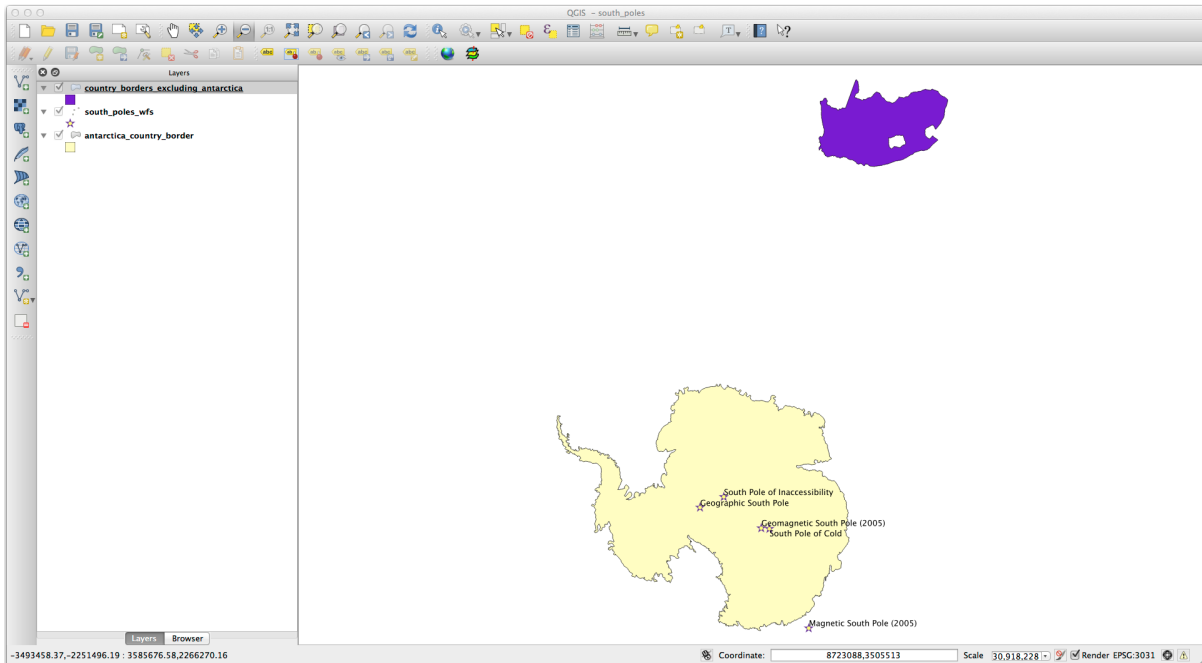 QGIS - south_poles
abc
Layers
country_borders_excluding_antarctica
south_poles_wfs
antarctica_country_border
South Pole of Inaccessibility
Geographic South Pole
Geomagnetic South Pole (2005)
South Pole of Cold
Magnetic South Pole (2005)
Layers Browser
-3493458.37,-2251496.19 : 3585676.58,2266270.16 Coordinate: 8723088,3505513 Scale 30,918,228 Render EPSG:3031